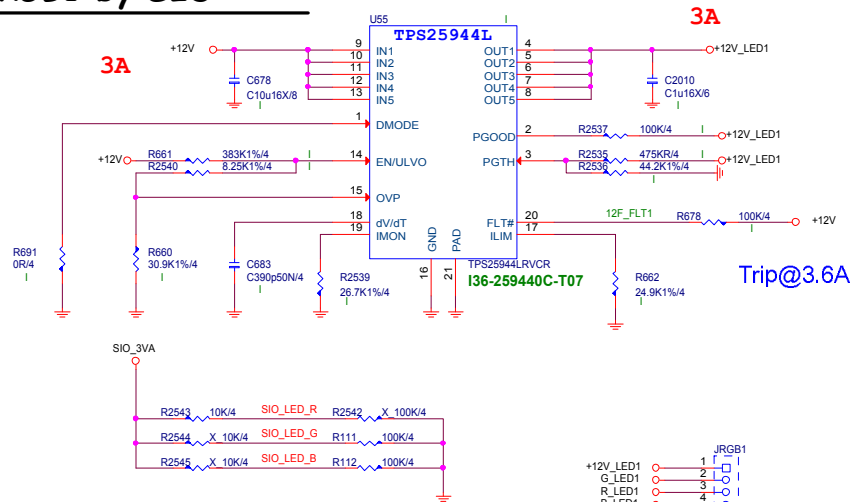 3A
3A
U55
TPS25944L
+12V
9 IN1
10 IN2
11 IN3
12 IN4
13 IN5
OUT1 4
OUT2 5
OUT3 6
OUT4 7
OUT5 8
+12V_LED1
C678
C10u16X/8
C2010
C1u16X/6
1 DMODE
PGOOD 2
R2537 100K/4
+12V_LED1
+12V
R661 383K1%/4
R2540 8.25K1%/4
14 EN/ULVO
PGTH 3
R2535 475KR/4
R2536 44.2K1%/4
+12V_LED1
15 OVP
18 dV/dT
19 IMON
FLT# 20
ILIM 17
12F_FLT1
R678 100K/4
+12V
GND
PAD
16
21
R691
0R/4
R660
30.9K1%/4
C683
C390p50N/4
R2539
26.7K1%/4
TPS25944LRVCR
I36-259440C-T07
R662
24.9K1%/4
Trip@3.6A
SIO_3VA
R2543 10K/4 SIO_LED_R R2542 X_100K/4
R2544 X_10K/4 SIO_LED_G R111 100K/4
R2545 X_10K/4 SIO_LED_B R112 100K/4
JRGB1
+12V_LED1 1
G_LED1 2
R_LED1 3
4